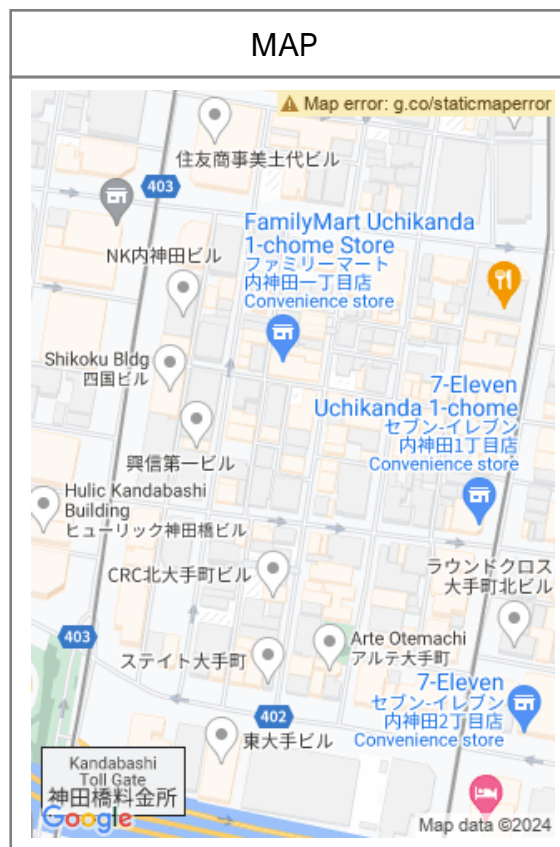 MAP
Map error: g.co/staticmaperror
住友商事美土代ビル
403
FamilyMart Uchikanda
1-chome Store
ファミリーマート
内神田一丁目店
Convenience store
NK内神田ビル
Shikoku Bldg
四国ビル
7-Eleven
Uchikanda 1-chome
セブン-イレブン
内神田1丁目店
Convenience store
興信第一ビル
Hulic Kandabashi
Building
ヒューリック神田橋ビル
CRC北大手町ビル
ラウンドクロス
大手町北ビル
403
Arte Otemachi
アルテ大手町
ステイト大手町
7-Eleven
セブン-イレブン
内神田2丁目店
Convenience store
402
東大手ビル
Kandabashi
Toll Gate
神田橋料金所
Google
Map data ©2024